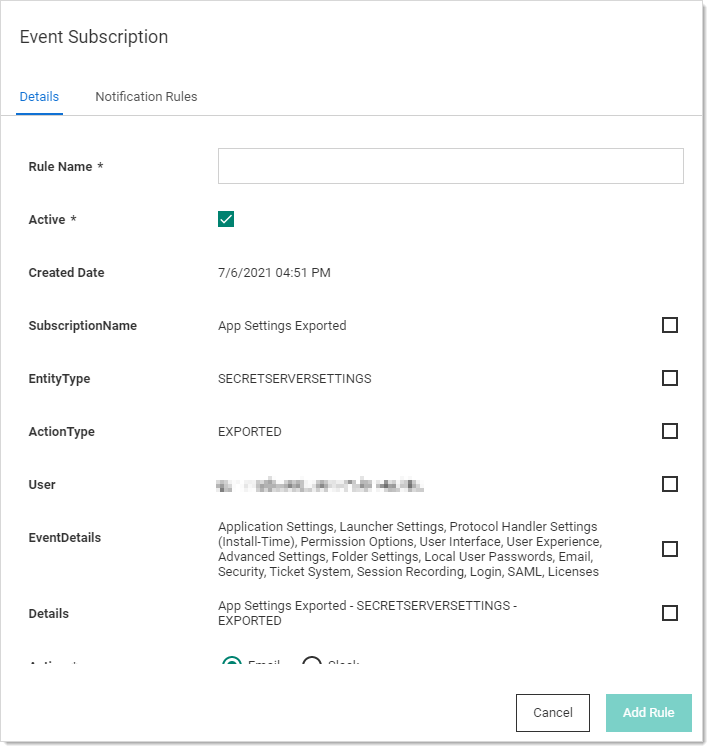 Event Subscription
Details Notification Rules
Rule Name *
Active *
Created Date 7/6/2021 04:51 PM
SubscriptionName App Settings Exported
EntityType SECRETSERVERSETTINGS
ActionType EXPORTED
User
EventDetails
Application Settings, Launcher Settings, Protocol Handler Settings
(Install-Time), Permission Options, User Interface, User Experience,
Advanced Settings, Folder Settings, Local User Passwords, Email,
Security, Ticket System, Session Recording, Login, SAML, Licenses
Details
App Settings Exported - SECRETSERVERSETTINGS -
EXPORTED
Email Slack
Cancel Add Rule